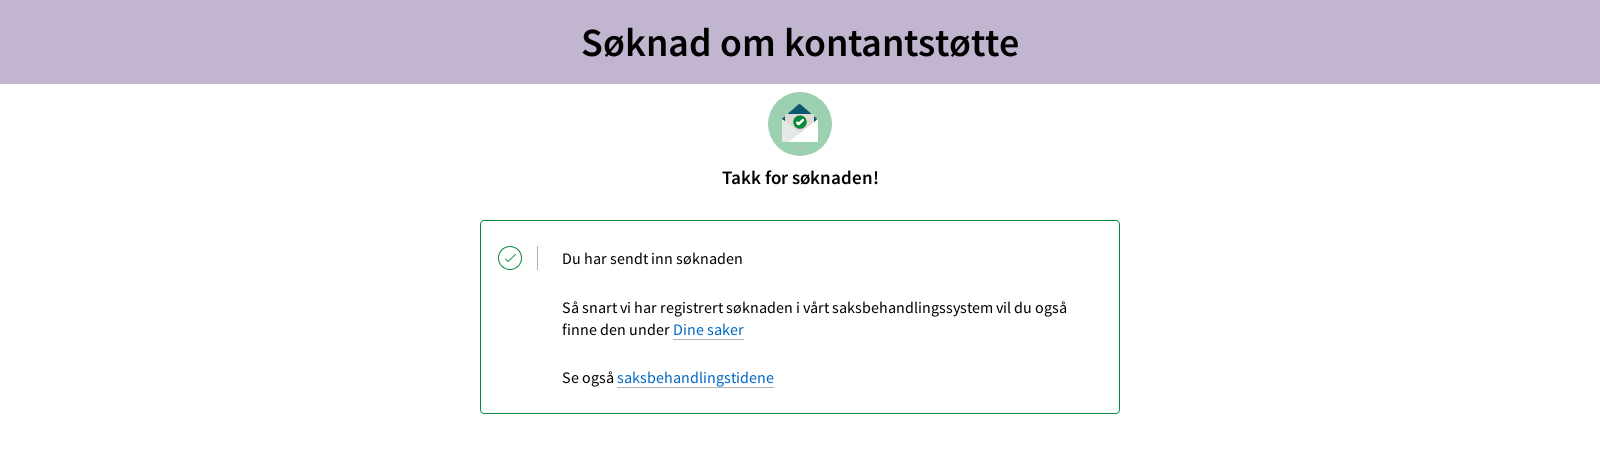 Søknad om kontantstøtte
Takk for søknaden!
Du har sendt inn søknaden
Så snart vi har registrert søknaden i vårt saksbehandlingssystem vil du også
finne den under Dine saker
Se også saksbehandlingstidene